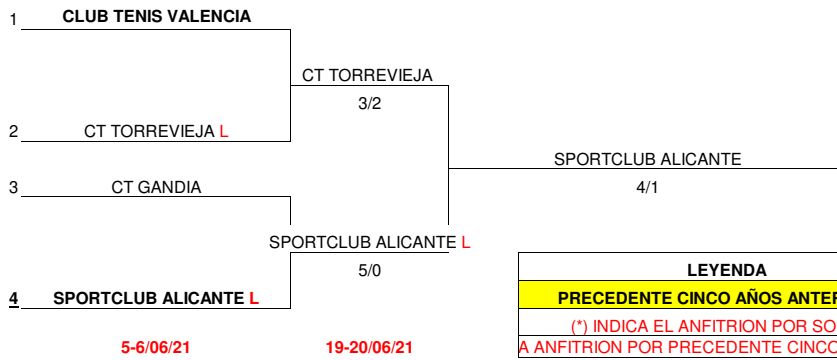 1 CLUB TENIS VALENCIA
CT TORREVIEJA
3/2
2 CT TORREVIEJA L
SPORTCLUB ALICANTE
3 CT GANDIA
4/1
SPORTCLUB ALICANTE L
5/0
LEYENDA
4 SPORTCLUB ALICANTE L
PRECEDENTE CINCO AÑOS
(*) INDICA EL ANFITRION POR
5-6/06/21
19-20/06/21
A ANFITRION POR PRECEDENTE CINCO